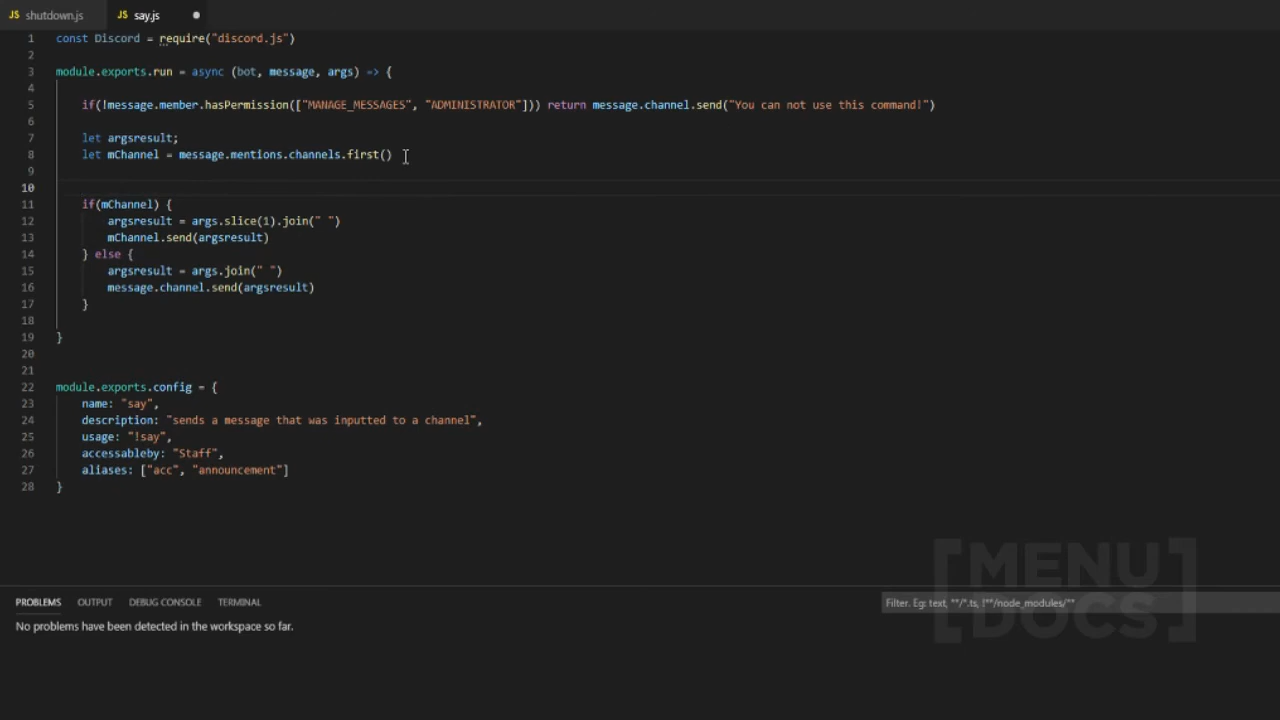 shutdown.js
say.js
1 const Discord = require("discord.js")
2
3 module.exports.run = async (bot, message, args) => {
4
5 if(!message.member.hasPermission(["MANAGE_MESSAGES", "ADMINISTRATOR"])) return message.channel.send("You can not use this command!")
6
7 let argsresult;
8 let mChannel = message.mentions.channels.first()
9
10
11 if(mChannel) {
12 argsresult = args.slice(1).join(" ")
13 mChannel.send(argsresult)
14 } else {
15 argsresult = args.join(" ")
16 message.channel.send(argsresult)
17 }
18
19 }
20
21
22 module.exports.config = {
23 name: "say",
24 description: "sends a message that was inputted to a channel",
25 usage: "!say",
26 accessableby: "Staff",
27 aliases: ["acc", "announcement"]
28 }
PROBLEMS OUTPUT DEBUG CONSOLE TERMINAL
Filter. Eg: text, **/*.ts, !**/node_modules/**
No problems have been detected in the workspace so far.
[MENU
DOCS]